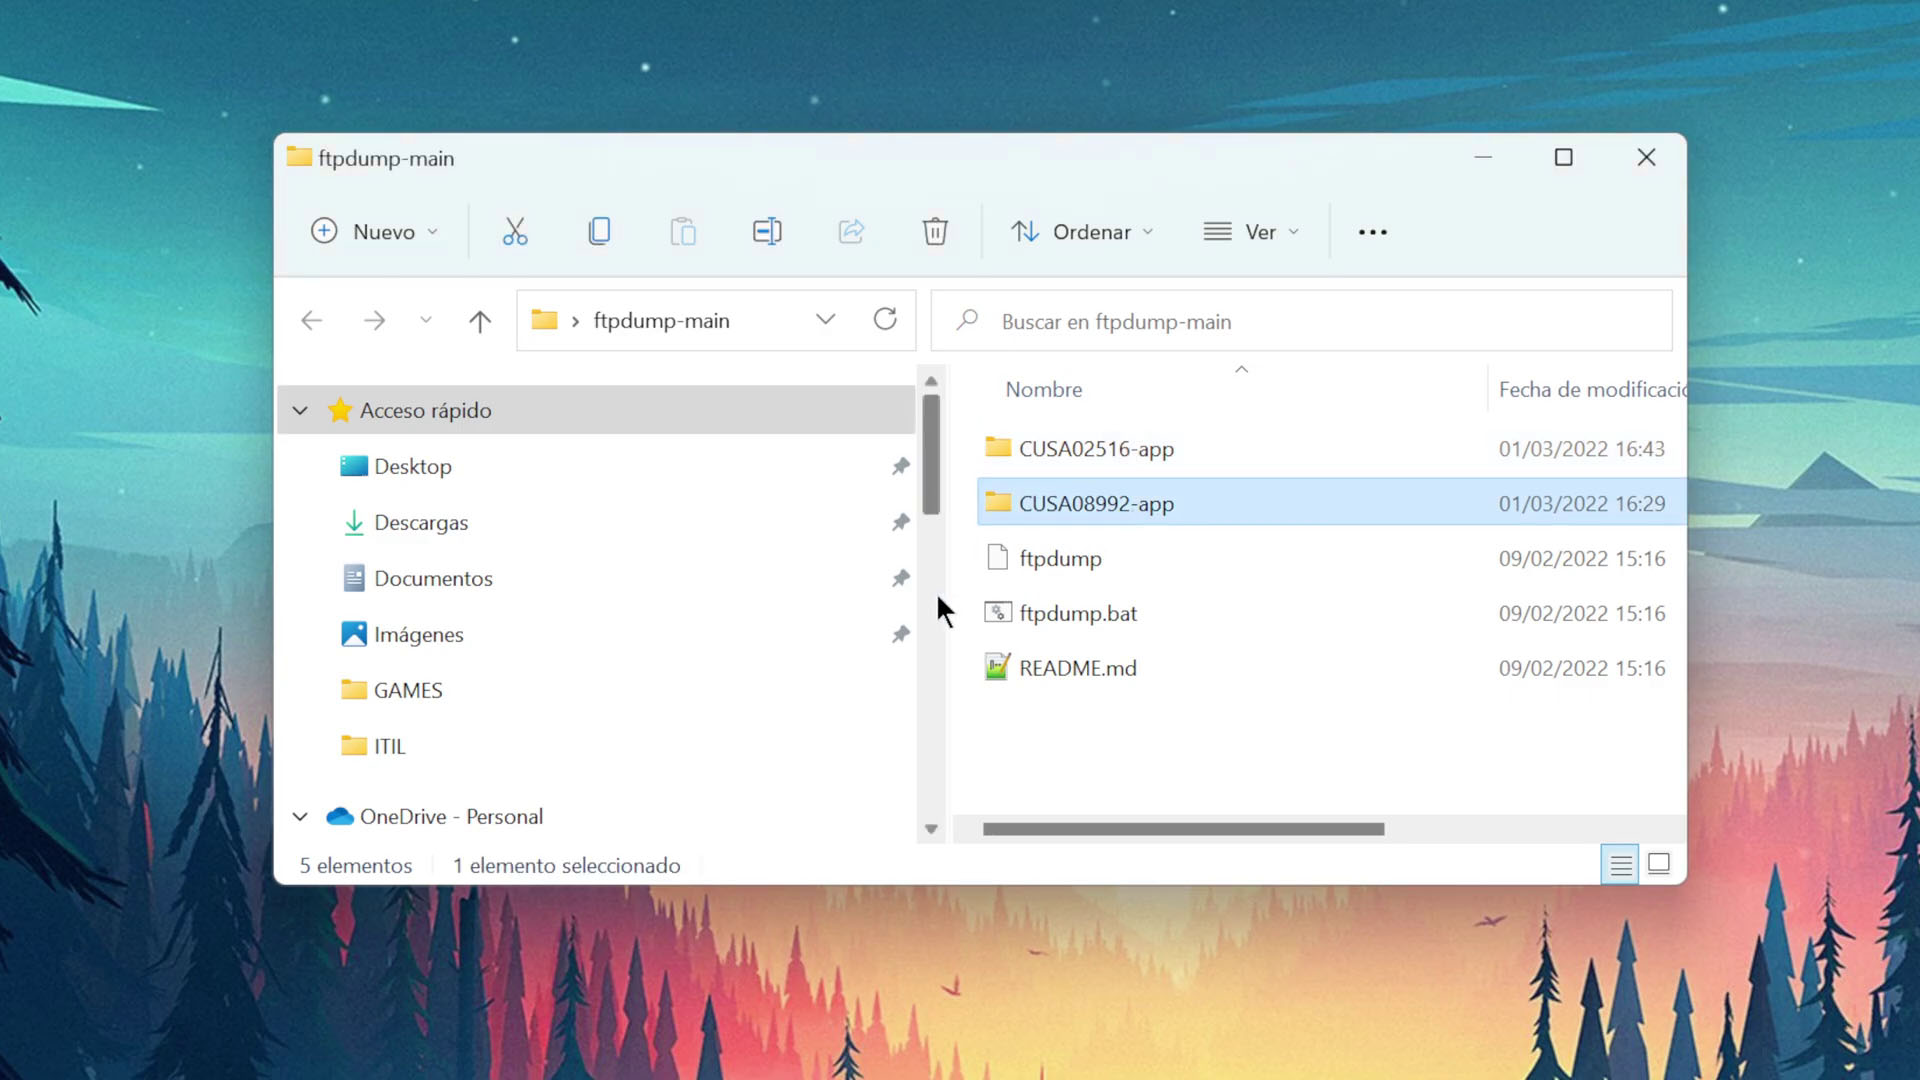 ftpdump-main
Nuevo
Ordenar
Ver
ftpdump-main
Buscar en ftpdump-main
Acceso rápido
Desktop
Descargas
Documentos
Imágenes
GAMES
ITIL
OneDrive - Personal
Nombre
Fecha de modificació
CUSA02516-app 01/03/2022 16:43
CUSA08992-app 01/03/2022 16:29
ftpdump 09/02/2022 15:16
ftpdump.bat 09/02/2022 15:16
README.md 09/02/2022 15:16
5 elementos 1 elemento seleccionado